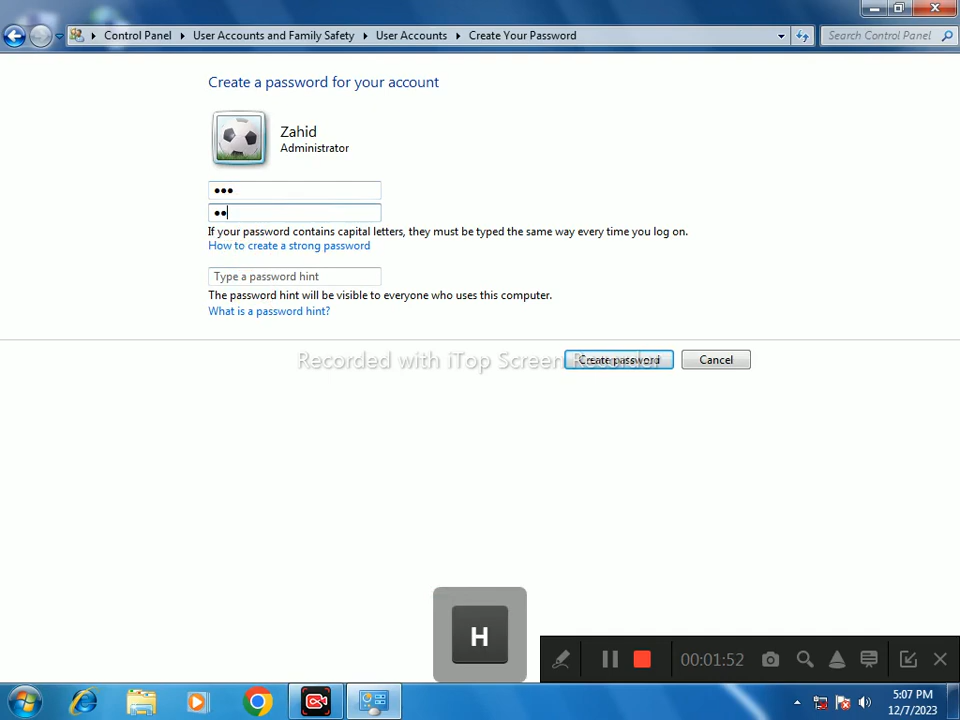 Control Panel User Accounts and Family Safety User Accounts Create Your Password Search Control Panel
Create a password for your account
Zahid
Administrator
●●●
●●
If your password contains capital letters, they must be typed the same way every time you log on.
How to create a strong password
Type a password hint
The password hint will be visible to everyone who uses this computer.
What is a password hint?
Recorded with iTop Screen Recorder
Create password Cancel
H
00:01:52
5:07 PM
12/7/2023